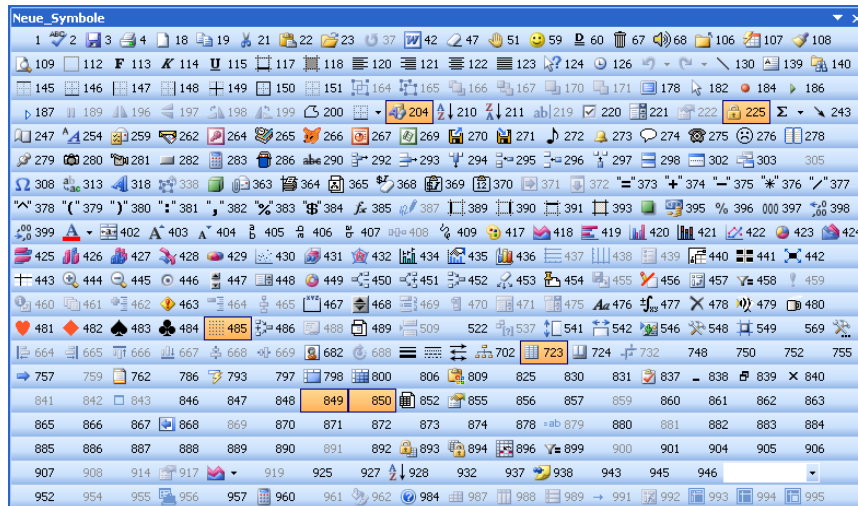 Neue_Symbole
1 ABC 2 3 4 18 19 21 22 23 37 W 42 47 51 59 D 60 67 68 106 107 108
109 112 F 113 K 114 U 115 117 118 120 121 122 123 124 126 130 139 140
145 146 147 148 149 150 151 164 165 166 167 170 171 178 182 184 186
187 189 196 197 198 199 200 204 A Z 210 Z A 211 ab 219 220 221 222 225 Σ 243
247 A A 254 259 262 264 265 266 267 269 270 271 272 273 274 275 276 278
279 280 281 282 283 286 abc 290 292 293 294 295 296 297 298 302 303 305
Ω 308 313 318 338 363 364 365 368 369 12 370 371 372 "=" 373 "+" 374 "−" 375 "*" 376 "/" 377
"^" 378 "(" 379 ")" 380 ":" 381 "," 382 "%" 383 "$" 384 fx 385 387 389 390 391 393 395 % 396 000 397 398
399 A 402 A 403 A 404 405 406 407 408 409 417 418 419 420 421 422 423 424
425 426 427 428 429 430 431 432 434 435 436 437 438 439 440 441 442
443 444 445 446 447 448 449 450 451 452 453 454 455 456 457 458 459
460 461 462 463 464 465 XYZ 467 468 469 470 474 475 Aa 476 477 478 479 480
481 482 483 484 485 486 488 489 509 522 537 541 542 546 548 549 569
664 665 666 667 668 669 682 688 702 723 724 732 748 750 752 755
757 759 762 786 793 797 798 800 806 809 825 830 831 837 838 839 840
841 842 843 846 847 848 849 850 852 855 856 857 860 861 862 863
865 866 867 868 869 870 871 872 873 874 878 ab 879 880 881 882 883 884
885 886 887 888 889 890 891 892 893 894 896 899 900 901 904 905 906
907 908 914 917 919 925 927 928 932 937 938 943 945 946
952 954 955 956 957 960 961 962 984 987 988 989 991 992 993 994 995